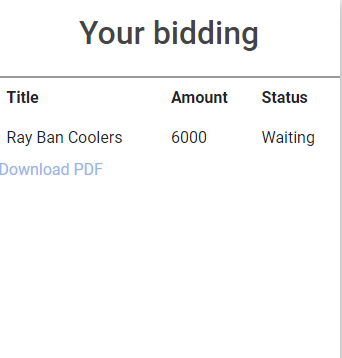 Your bidding
Title Amount Status
Ray Ban Coolers 6000 Waiting
Download PDF